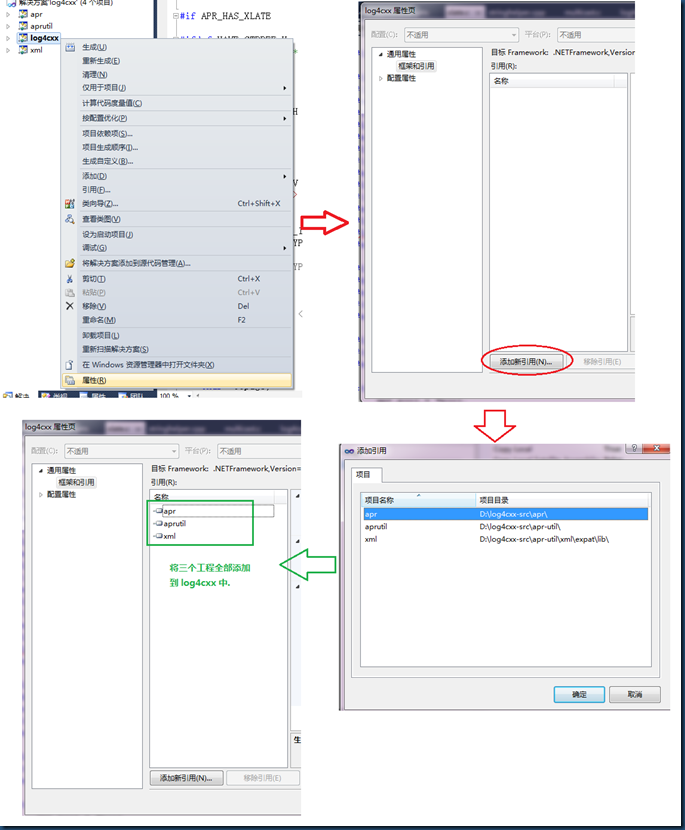 解决方案'log4cxx' (4 个项目)
apr
aprutil
log4cxx
xml
#if APR_HAS_XLATE
生成(U)
重新生成(E)
清理(N)
仅用于项目(J)
计算代码度量值(C)
按配置优化(P)
项目依赖项(S)...
项目生成顺序(I)...
生成自定义(B)...
添加(D)
引用(F)...
类向导(Z)... Ctrl+Shift+X
查看类图(V)
设为启动项目(J)
调试(G)
将解决方案添加到源代码管理(A)...
剪切(T) Ctrl+X
粘贴(P) Ctrl+V
移除(V) Del
重命名(M) F2
卸载项目(L)
重新扫描解决方案(S)
在 Windows 资源管理器中打开文件夹(X)
属性(R)
100 %
log4cxx 属性页
配置(C): 不适用 平台(P): 不适用
通用属性
框架和引用
配置属性
目标 Framework: .NETFramework,Version
引用(R):
名称
添加新引用(N)... 移除引用(E)
添加引用
项目
项目名称 项目目录
apr D:\log4cxx-src\apr\
aprutil D:\log4cxx-src\apr-util\
xml D:\log4cxx-src\apr-util\xml\expat\lib\
确定 取消
log4cxx 属性页
配置(C): 不适用 平台(P): 不适用
通用属性
框架和引用
配置属性
目标 Framework: .NETFramework,Version=
引用(R):
名称
apr
aprutil
xml
将三个工程全部添加
到 log4cxx 中.
生
添加新引用(N)... 移除引用(E)